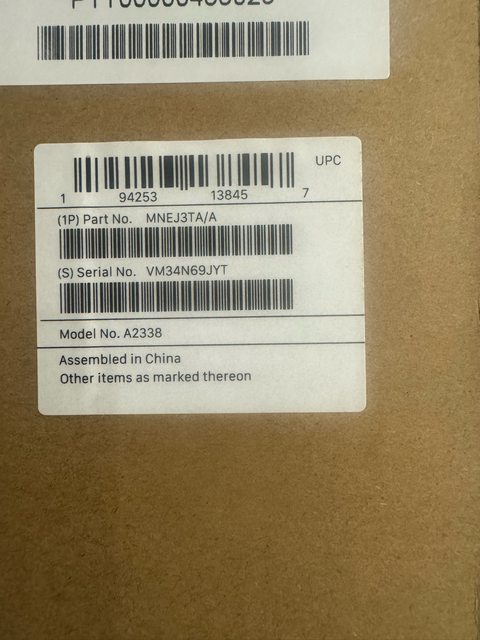 UPC
1 94253 13845 7
(1P) Part No. MNEJ3TA/A
(S) Serial No. VM34N69JYT
Model No. A2338
Assembled in China
Other items as marked thereon